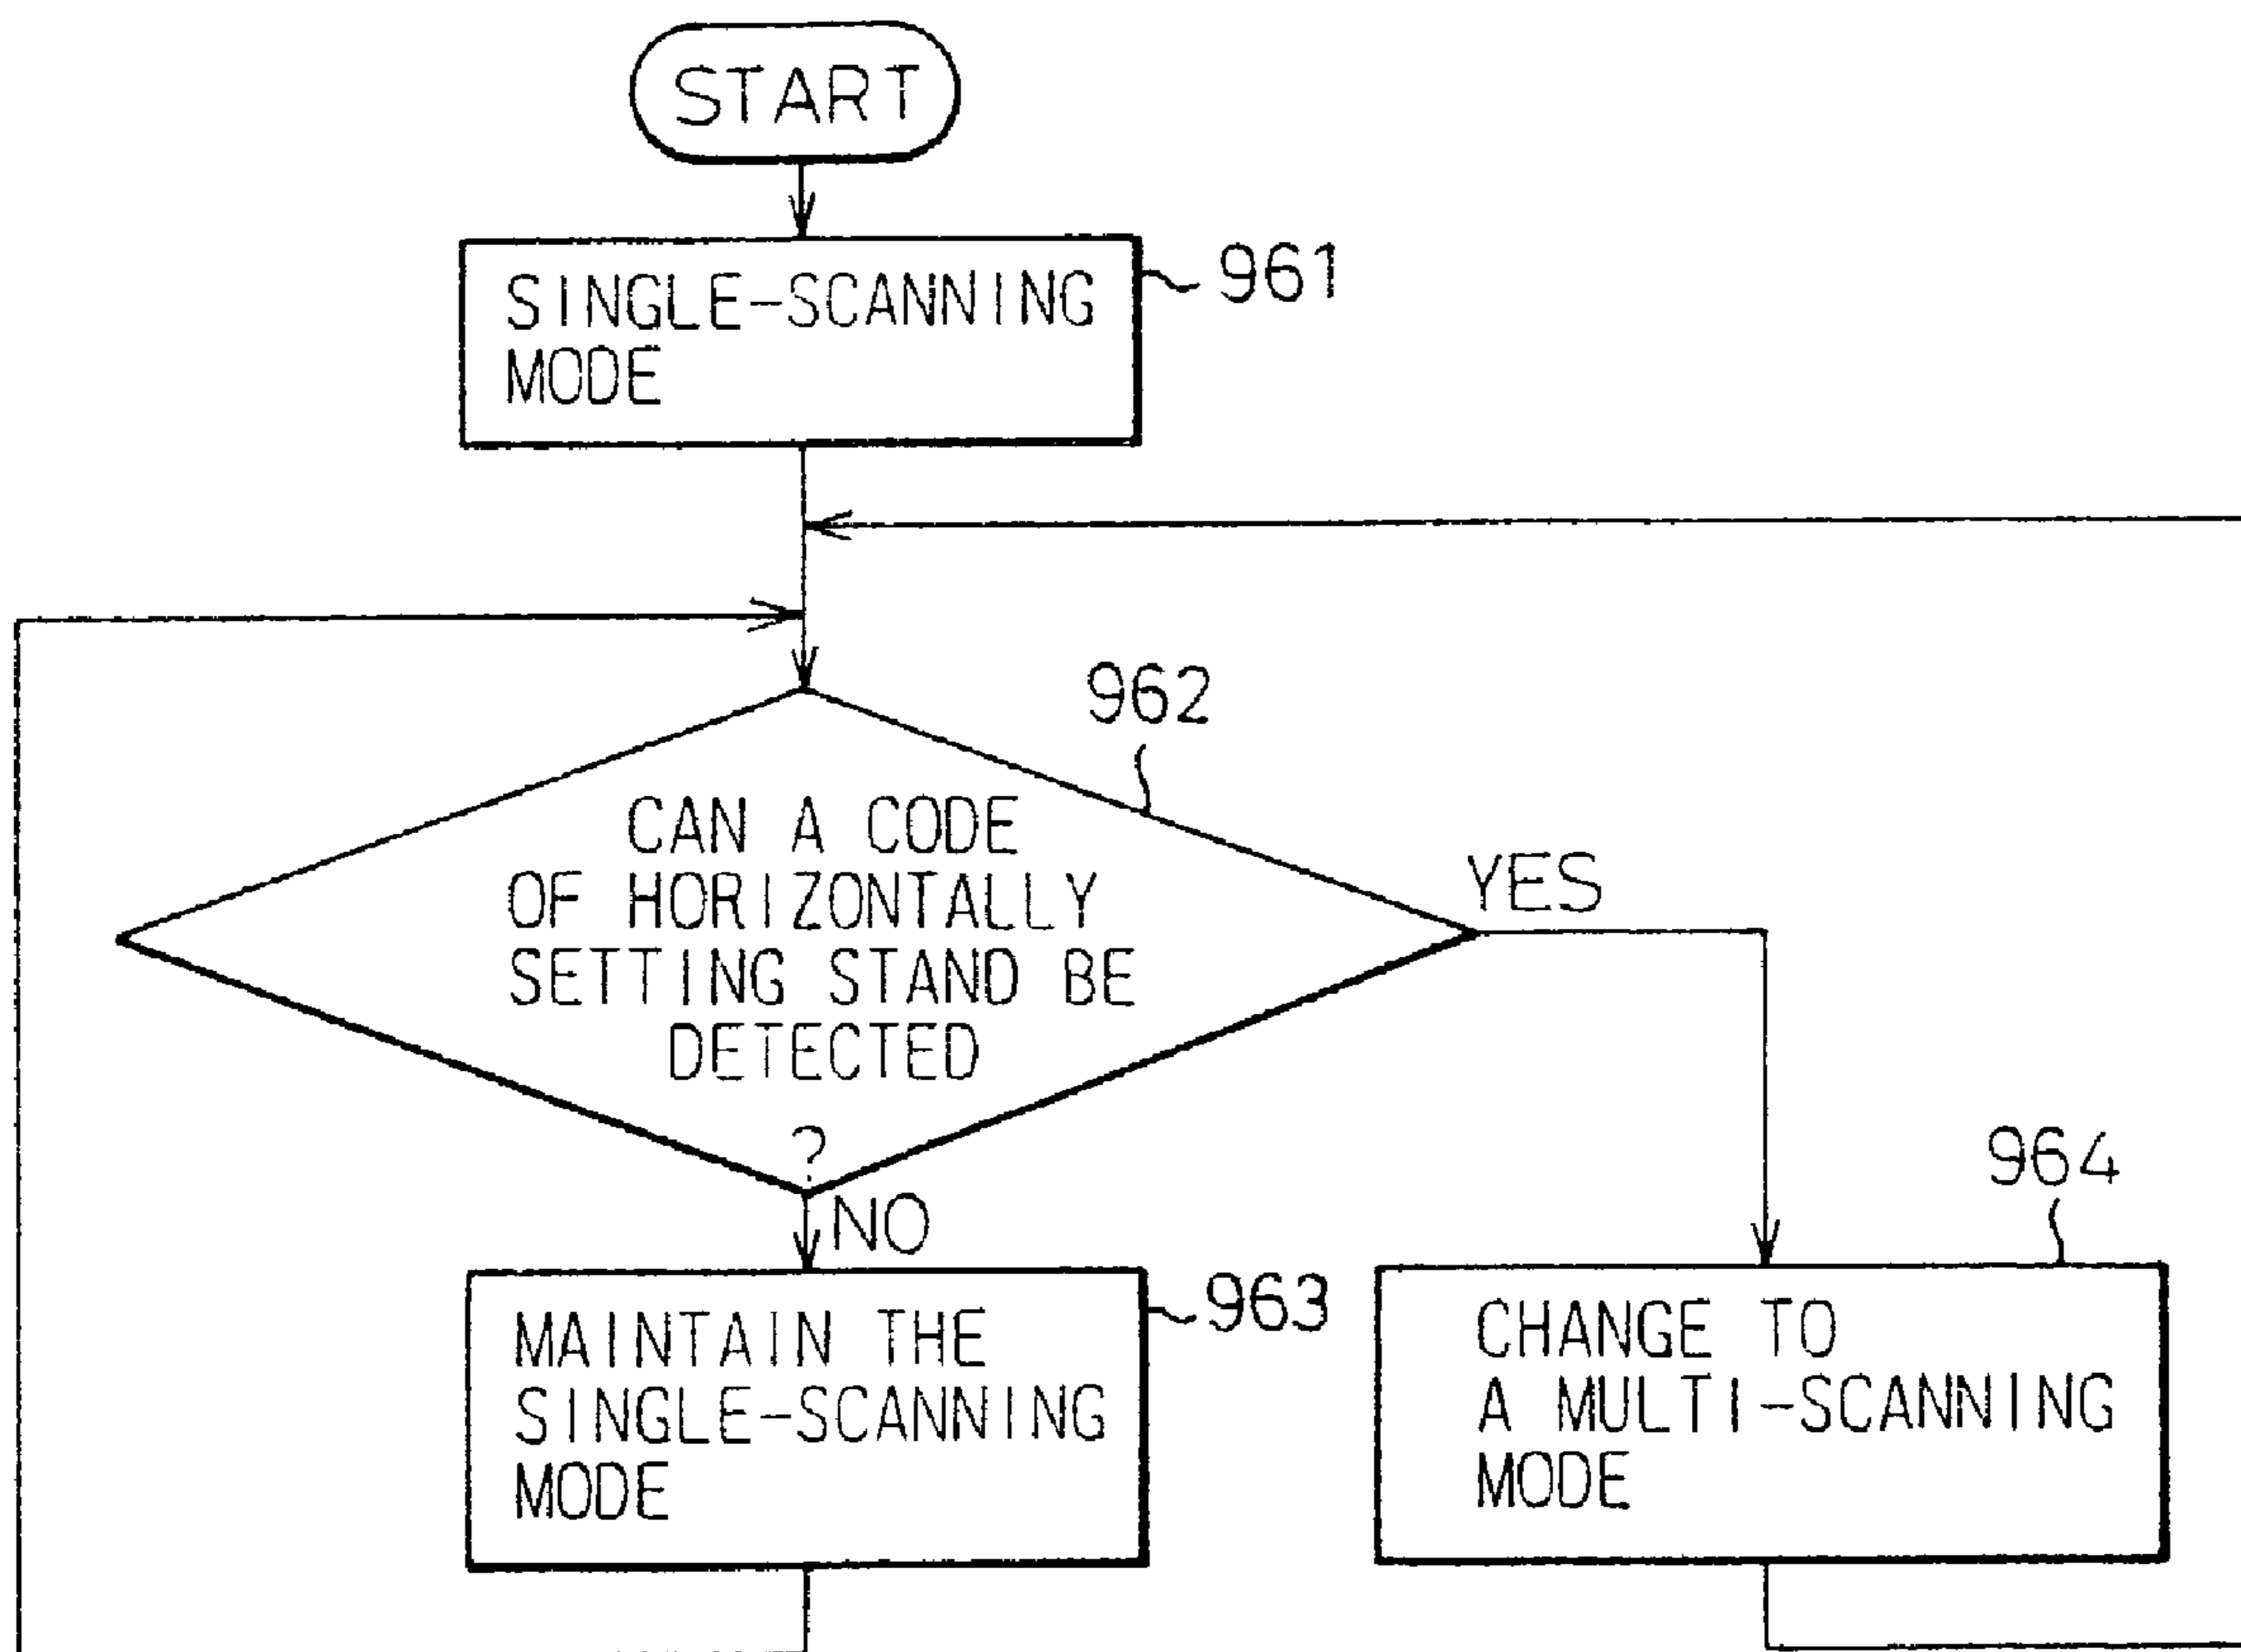 START
SINGLE-SCANNING
MODE
961
962
CAN A CODE
OF HORIZONTALLY
SETTING STAND BE
DETECTED
?
YES
NO
MAINTAIN THE
SINGLE-SCANNING
MODE
963
964
CHANGE TO
A MULTI-SCANNING
MODE